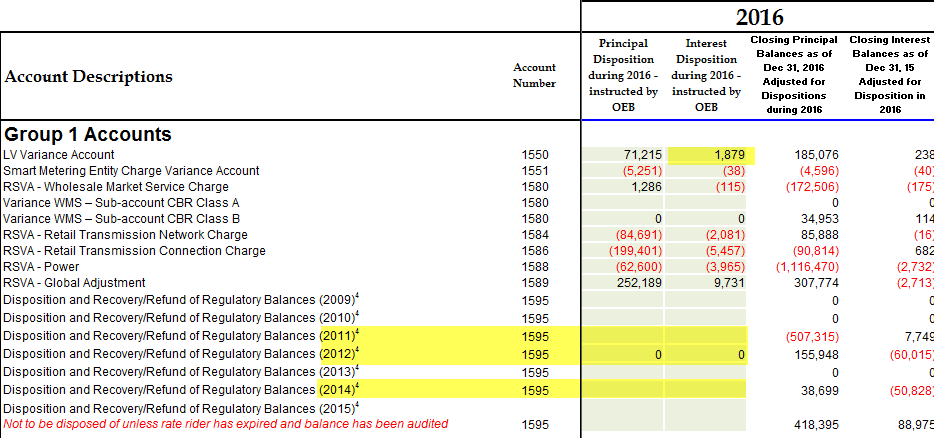 2016
Account Descriptions Account Number Principal Disposition during 2016 - instructed by OEB Interest Disposition during 2016 - instructed by OEB Closing Principal Balances as of Dec 31, 2016 Adjusted for Dispositions during 2016 Closing Interest Balances as of Dec 31, 15 Adjusted for Disposition in 2016
Group 1 Accounts
LV Variance Account 1550 71,215 1,879 185,076 238
Smart Metering Entity Charge Variance Account 1551 (5,251) (38) (4,596) (40)
RSVA - Wholesale Market Service Charge 1580 1,286 (115) (172,506) (175)
Variance WMS – Sub-account CBR Class A 1580 0 0
Variance WMS – Sub-account CBR Class B 1580 0 0 34,953 114
RSVA - Retail Transmission Network Charge 1584 (84,691) (2,081) 85,888 (16)
RSVA - Retail Transmission Connection Charge 1586 (199,401) (5,457) (90,814) 682
RSVA - Power 1588 (62,600) (3,965) (1,116,470) (2,732)
RSVA - Global Adjustment 1589 252,189 9,731 307,774 (2,713)
Disposition and Recovery/Refund of Regulatory Balances (2009)⁴ 1595 0 0
Disposition and Recovery/Refund of Regulatory Balances (2010)⁴ 1595 0 0
Disposition and Recovery/Refund of Regulatory Balances (2011)⁴ 1595 (507,315) 7,749
Disposition and Recovery/Refund of Regulatory Balances (2012)⁴ 1595 0 0 155,948 (60,015)
Disposition and Recovery/Refund of Regulatory Balances (2013)⁴ 1595 0 0
Disposition and Recovery/Refund of Regulatory Balances (2014)⁴ 1595 38,699 (50,828)
Disposition and Recovery/Refund of Regulatory Balances (2015)⁴
Not to be disposed of unless rate rider has expired and balance has been audited 1595 418,395 88,975